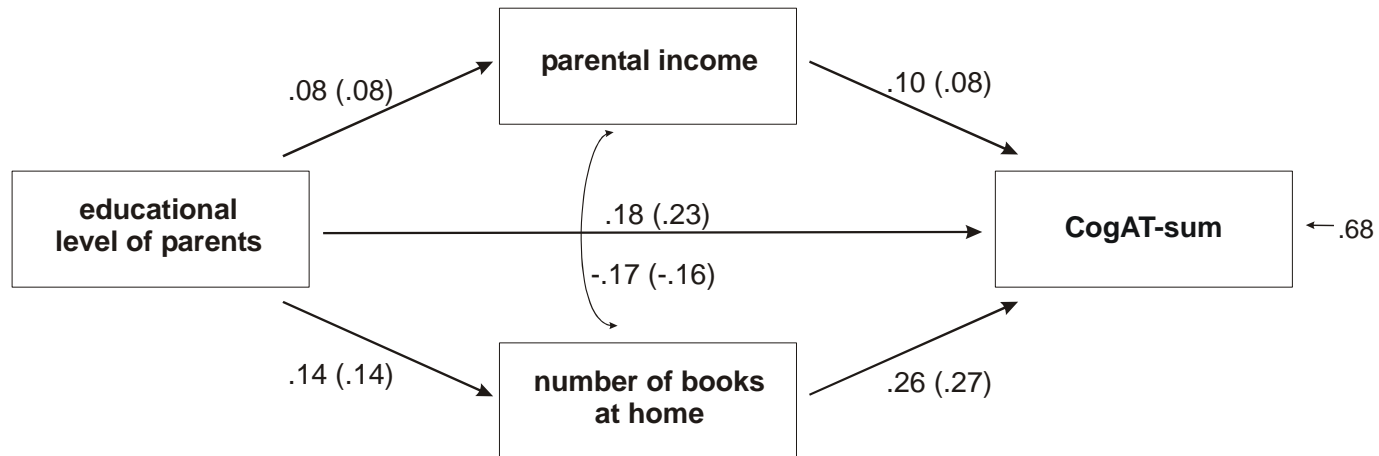 parental income
.08 (.08)
.10 (.08)
educational
level of parents
.18 (.23)
CogAT-sum
.68
-.17 (-.16)
.14 (.14)
number of books
at home
.26 (.27)